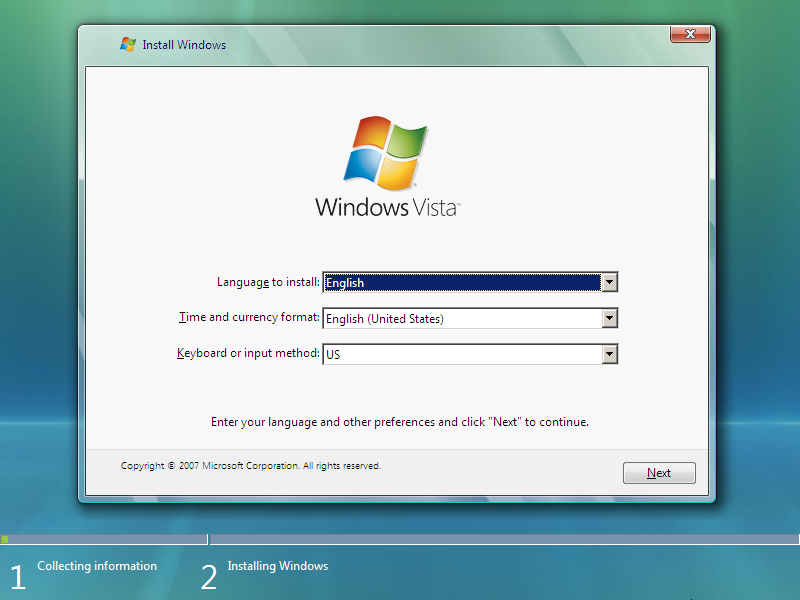 Install Windows
Windows Vista™
Language to install: English
Time and currency format: English (United States)
Keyboard or input method: US
Enter your language and other preferences and click "Next" to continue.
Copyright © 2007 Microsoft Corporation. All rights reserved.
Next
1 Collecting information 2 Installing Windows